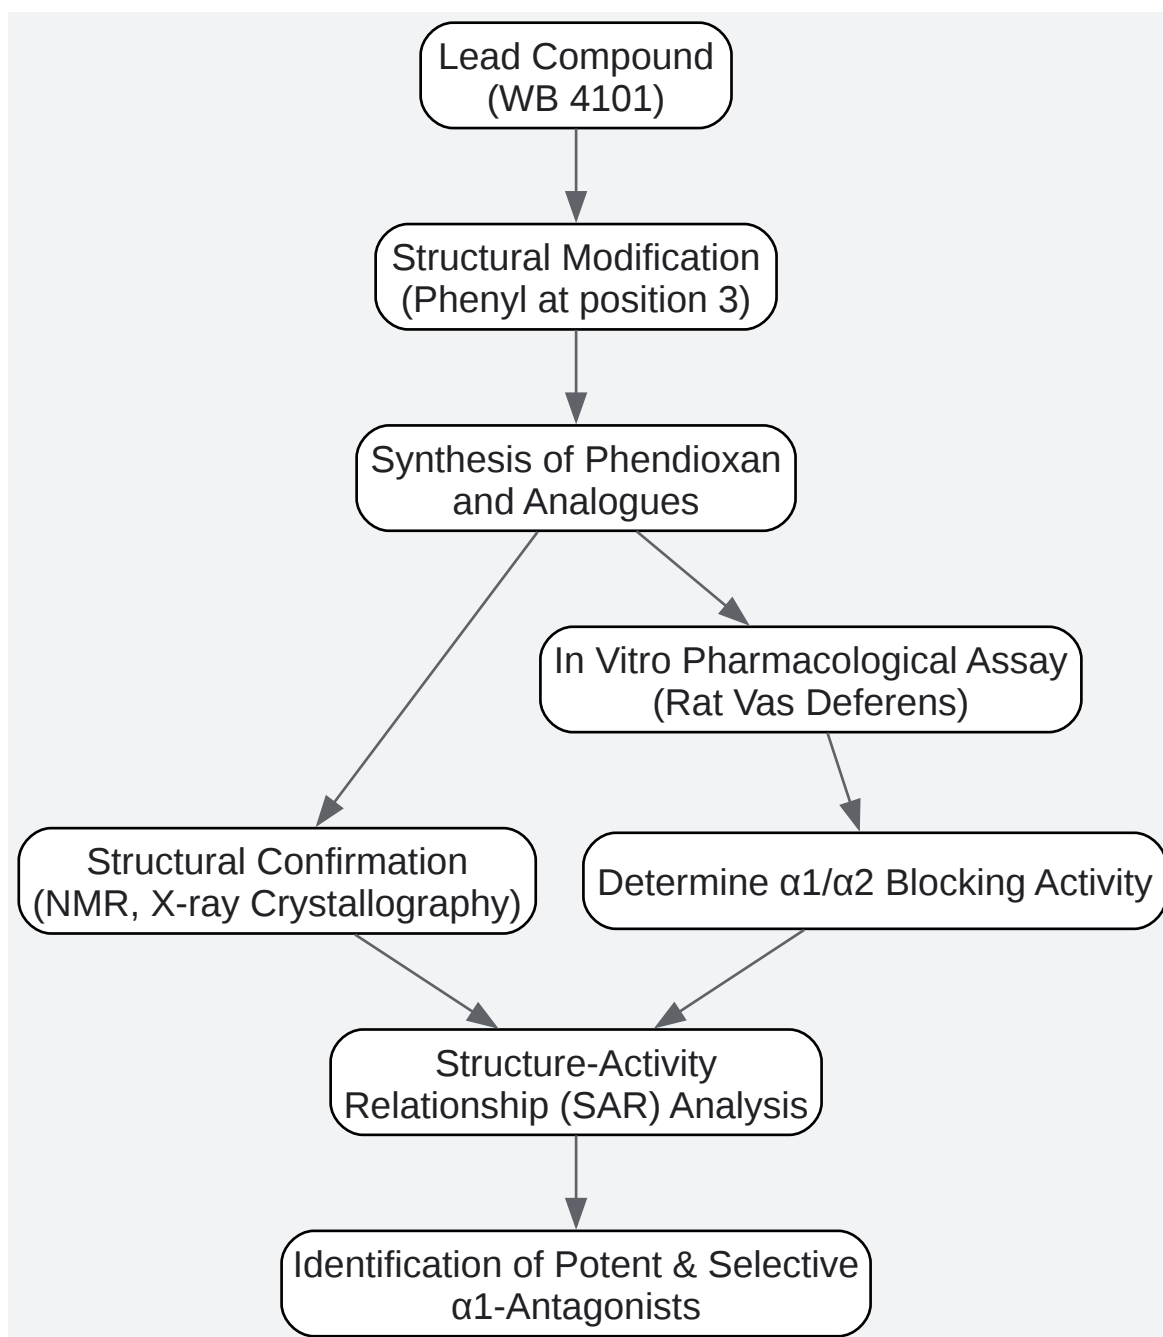 Lead Compound
(WB 4101)
Structural Modification
(Phenyl at position 3)
Synthesis of Phendioxan
and Analogues
In Vitro Pharmacological Assay
(Rat Vas Deferens)
Structural Confirmation
(NMR, X-ray Crystallography)
Determine α1/α2 Blocking Activity
Structure-Activity
Relationship (SAR) Analysis
Identification of Potent & Selective
α1-Antagonists